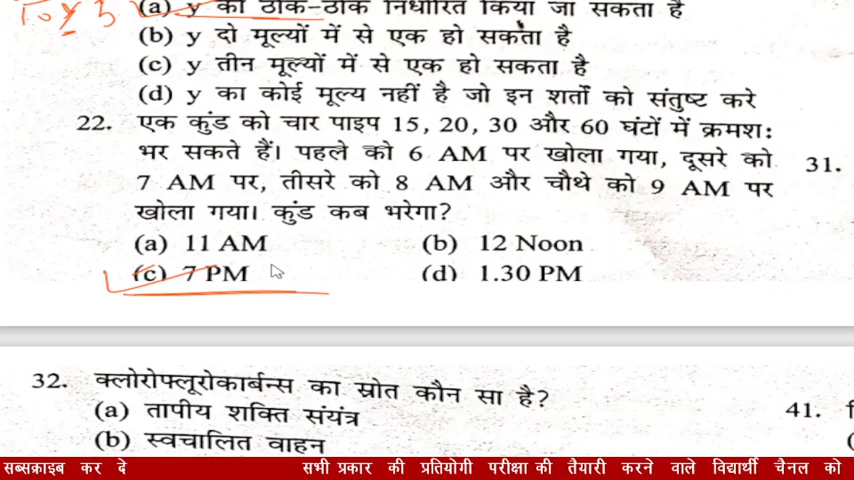 (a) y को ठीक-ठीक निर्धारित किया जा सकता है
(b) y दो मूल्यों में से एक हो सकता है
(c) y तीन मूल्यों में से एक हो सकता है
(d) y का कोई मूल्य नहीं है जो इन शर्तों को संतुष्ट करे
22. एक कुंड को चार पाइप 15, 20, 30 और 60 घंटों में क्रमशः
भर सकते हैं। पहले को 6 AM पर खोला गया, दूसरे को
7 AM पर, तीसरे को 8 AM और चौथे को 9 AM पर
खोला गया। कुंड कब भरेगा?
(a) 11 AM (b) 12 Noon
(c) 7 PM (d) 1.30 PM
31.
32. क्लोरोफ्लूरोकार्बन्स का स्रोत कौन सा है?
(a) तापीय शक्ति संयंत्र
(b) स्वचालित वाहन
41.
सब्सक्राइब कर दे सभी प्रकार की प्रतियोगी परीक्षा की तैयारी करने वाले विद्यार्थी चैनल को